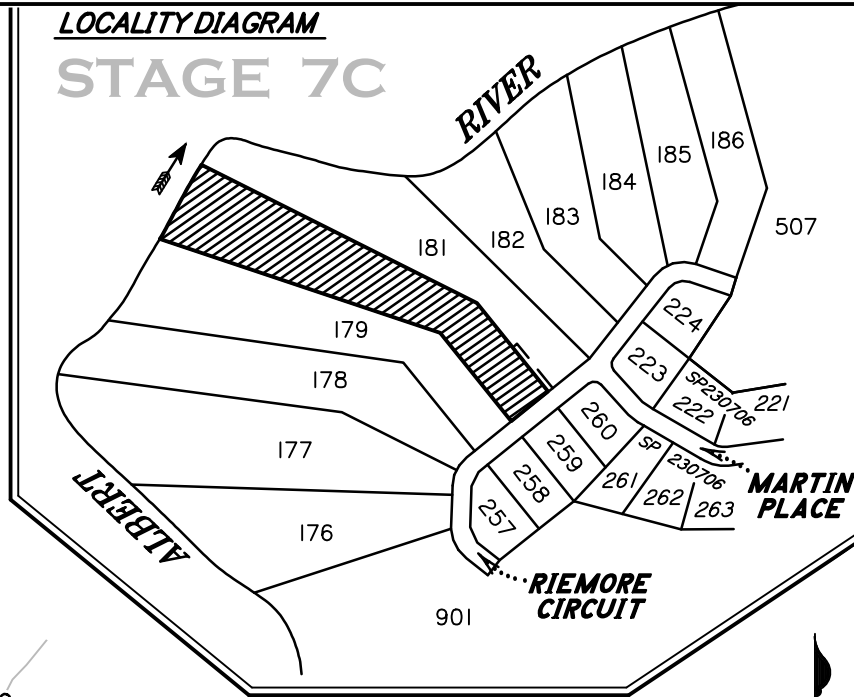 LOCALITY DIAGRAM
STAGE 7C
RIVER
186
185
184
183
182
181
507
179
178
177
176
224
223
SP230706
222
221
260
259
258
257
SP 230706
261
262
263
MARTIN
PLACE
ALBERT
RIEMORE
CIRCUIT
901